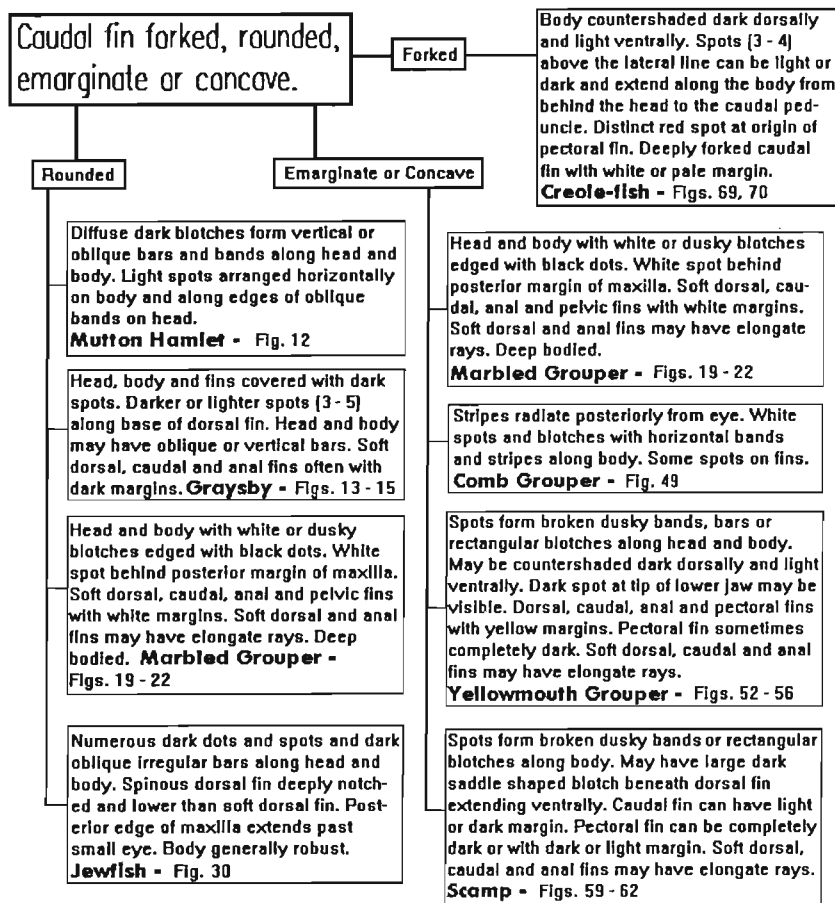 Caudal fin forked, rounded,
emarginate or concave.
Forked
Body countershaded dark dorsally
and light ventrally. Spots (3 - 4)
above the lateral line can be light or
dark and extend along the body from
behind the head to the caudal ped-
uncle. Distinct red spot at origin of
pectoral fin. Deeply forked caudal
fin with white or pale margin.
Creole-fish - Figs. 69, 70
Rounded
Diffuse dark blotches form vertical or
oblique bars and bands along head and
body. Light spots arranged horizontally
on body and along edges of oblique
bands on head.
Mutton Hamlet - Fig. 12
Head, body and fins covered with dark
spots. Darker or lighter spots (3 - 5)
along base of dorsal fin. Head and body
may have oblique or vertical bars. Soft
dorsal, caudal and anal fins often with
dark margins. Graysby - Figs. 13 - 15
Head and body with white or dusky
blotches edged with black dots. White
spot behind posterior margin of maxilla.
Soft dorsal, caudal, anal and pelvic fins
with white margins. Soft dorsal and anal
fins may have elongate rays. Deep
bodied. Marbled Grouper -
Figs. 19 - 22
Numerous dark dots and spots and dark
oblique irregular bars along head and
body. Spinous dorsal fin deeply notch-
ed and lower than soft dorsal fin. Post-
erior edge of maxilla extends past
small eye. Body generally robust.
Jewfish - Fig. 30
Emarginate or Concave
Head and body with white or dusky blotches
edged with black dots. White spot behind
posterior margin of maxilla. Soft dorsal, cau-
dal, anal and pelvic fins with white margins.
Soft dorsal and anal fins may have elongate
rays. Deep bodied.
Marbled Grouper - Figs. 19 - 22
Stripes radiate posteriorly from eye. White
spots and blotches with horizontal bands
and stripes along body. Some spots on fins.
Comb Grouper - Fig. 49
Spots form broken dusky bands, bars or
rectangular blotches along head and body.
May be countershaded dark dorsally and light
ventrally. Dark spot at tip of lower jaw may be
visible. Dorsal, caudal, anal and pectoral fins
with yellow margins. Pectoral fin sometimes
completely dark. Soft dorsal, caudal and anal
fins may have elongate rays.
Yellowmouth Grouper - Figs. 52 - 56
Spots form broken dusky bands or rectangular
blotches along body. May have large dark
saddle shaped blotch beneath dorsal fin
extending ventrally. Caudal fin can have light
or dark margin. Pectoral fin can be completely
dark or with dark or light margin. Soft dorsal,
caudal and anal fins may have elongate rays.
Scamp - Figs. 59 - 62